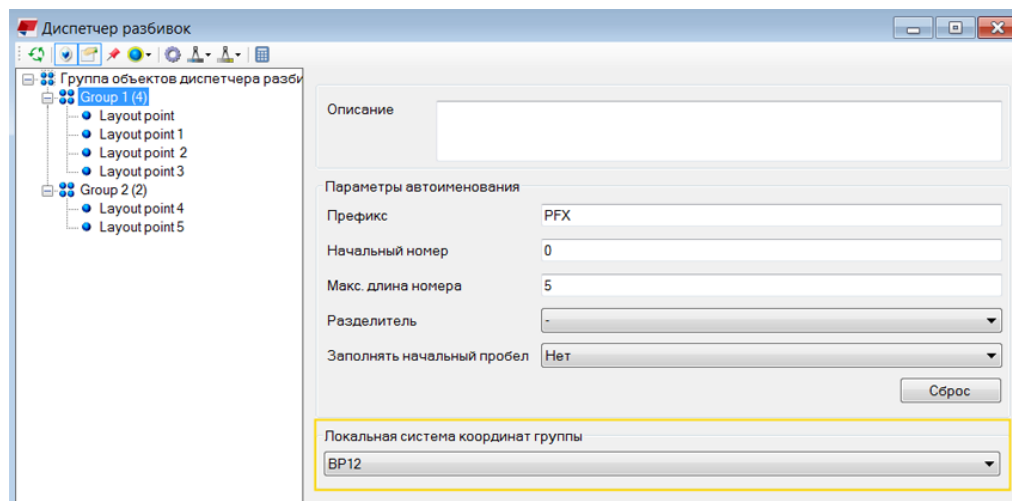 Диспетчер разбивок
Группа объектов диспетчера разби
Group 1 (4)
Layout point
Layout point 1
Layout point 2
Layout point 3
Group 2 (2)
Layout point 4
Layout point 5
Описание
Параметры автоименования
Префикс PFX
Начальный номер 0
Макс. длина номера 5
Разделитель -
Заполнять начальный пробел Нет
Сброс
Локальная система координат группы
BP12